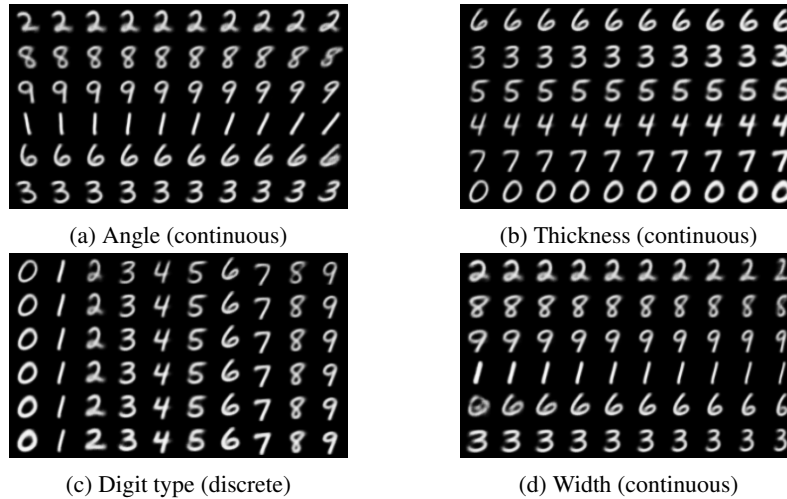 2 2 2 2 2 2 2 2 2 2
8 8 8 8 8 8 8 8 8 8
9 9 9 9 9 9 9 9 9 9
1 1 1 1 1 1 1 1 1 1
6 6 6 6 6 6 6 6 6 6
3 3 3 3 3 3 3 3 3 3
(a) Angle (continuous)
6 6 6 6 6 6 6 6 6 6
3 3 3 3 3 3 3 3 3 3
5 5 5 5 5 5 5 5 5 5
4 4 4 4 4 4 4 4 4 4
7 7 7 7 7 7 7 7 7 7
0 0 0 0 0 0 0 0 0 0
(b) Thickness (continuous)
0 1 2 3 4 5 6 7 8 9
0 1 2 3 4 5 6 7 8 9
0 1 2 3 4 5 6 7 8 9
0 1 2 3 4 5 6 7 8 9
0 1 2 3 4 5 6 7 8 9
0 1 2 3 4 5 6 7 8 9
(c) Digit type (discrete)
2 2 2 2 2 2 2 2 2 2
8 8 8 8 8 8 8 8 8 8
9 9 9 9 9 9 9 9 9 9
1 1 1 1 1 1 1 1 1 1
6 6 6 6 6 6 6 6 6
3 3 3 3 3 3 3 3 3 3
(d) Width (continuous)